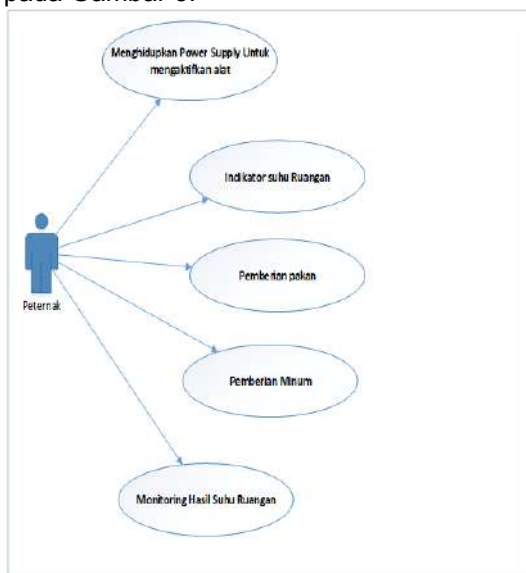 pada Gambar
Menghidupkan Power Supply Untuk
mengaktifkan alat
Indikator suhu Ruangan
Pemberian pakan
Peternak
Pemberian Minum
Monitoring Hasil Suhu Ruangan